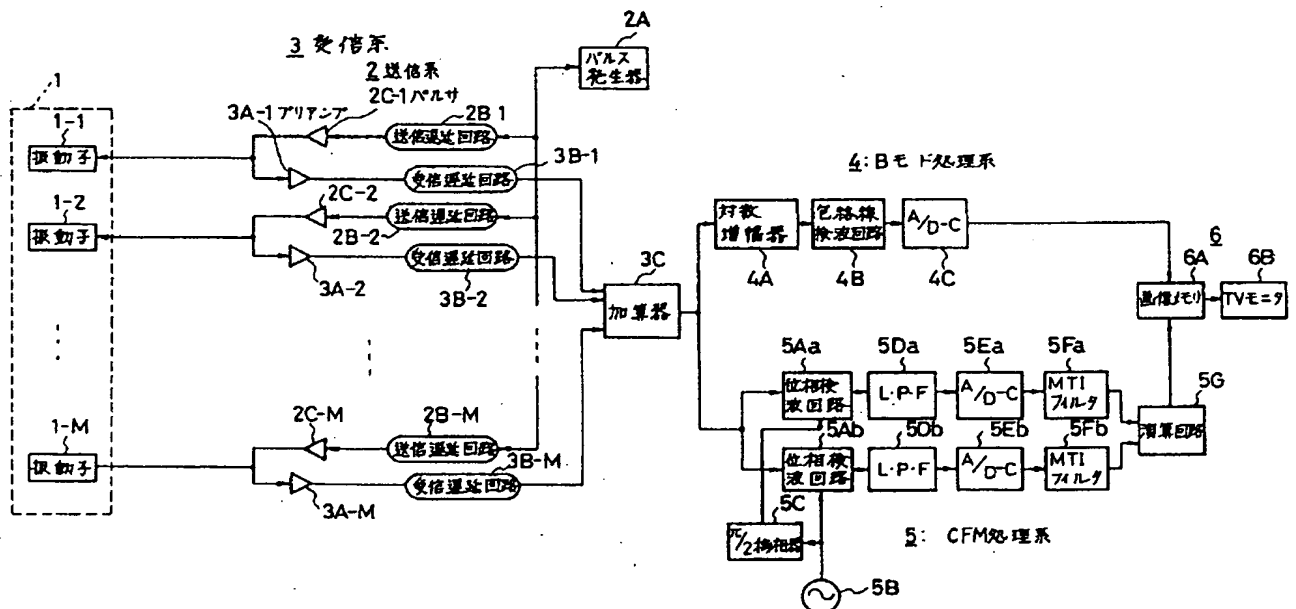 3 受信系
2 送信系
2A
パルス
発生器
1
2C-1 パルサ
3A-1 プリアンプ
2B1
送信遅延回路
1-1
振動子
3B-1
受信遅延回路
4: Bモド処理系
1-2
振動子
2C-2
送信遅延回路
2B-2
受信遅延回路
3A-2
3B-2
対数
増幅器
4A
包絡線
検波回路
4B
A/D-C
4C
3C
加算器
6
6A
画像メモリ
6B
TVモニタ
5Aa
位相検
波回路
5Da
L・P・F
5Ea
A/D-C
5Fa
MTI
フィルタ
5G
演算回路
5Ab
位相検
波回路
5Db
L・P・F
5Eb
A/D-C
5Fb
MTI
フィルタ
2C-M
2B-M
送信遅延回路
1-M
振動子
3B-M
受信遅延回路
3A-M
5C
π/2移相器
5: CFM処理系
5B